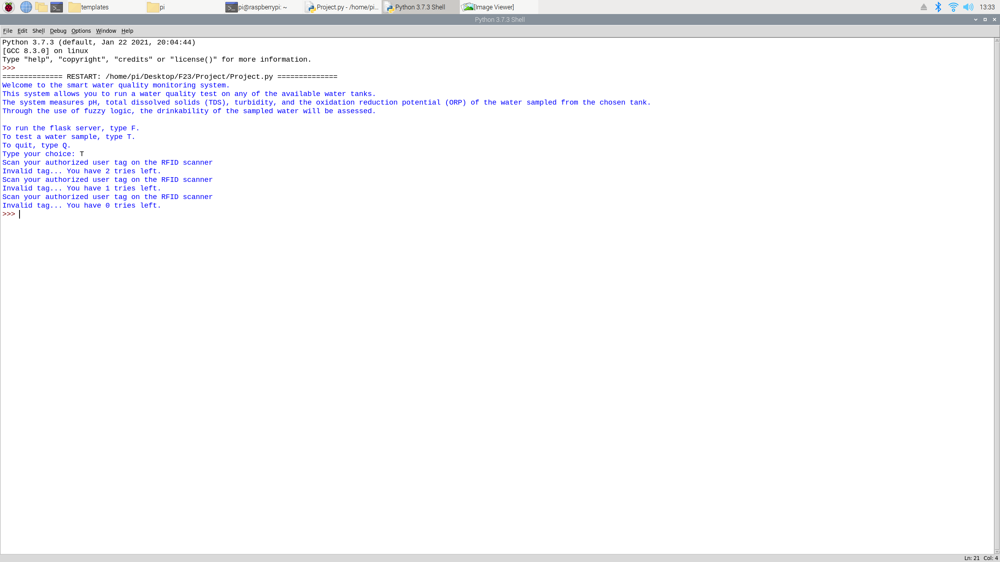 templates pi pi@raspberrypi: ~ Project.py - /home/pi... Python 3.7.3 Shell [Image Viewer] 13:33
Python 3.7.3 Shell
File Edit Shell Debug Options Window Help
Python 3.7.3 (default, Jan 22 2021, 20:04:44)
[GCC 8.3.0] on linux
Type "help", "copyright", "credits" or "license()" for more information.
>>>
============== RESTART: /home/pi/Desktop/F23/Project/Project.py ==============
Welcome to the smart water quality monitoring system.
This system allows you to run a water quality test on any of the available water tanks.
The system measures pH, total dissolved solids (TDS), turbidity, and the oxidation reduction potential (ORP) of the water sampled from the chosen tank.
Through the use of fuzzy logic, the drinkability of the sampled water will be assessed.

To run the flask server, type F.
To test a water sample, type T.
To quit, type Q.
Type your choice: T
Scan your authorized user tag on the RFID scanner
Invalid tag... You have 2 tries left.
Scan your authorized user tag on the RFID scanner
Invalid tag... You have 1 tries left.
Scan your authorized user tag on the RFID scanner
Invalid tag... You have 0 tries left.
>>>
Ln: 21 Col: 4